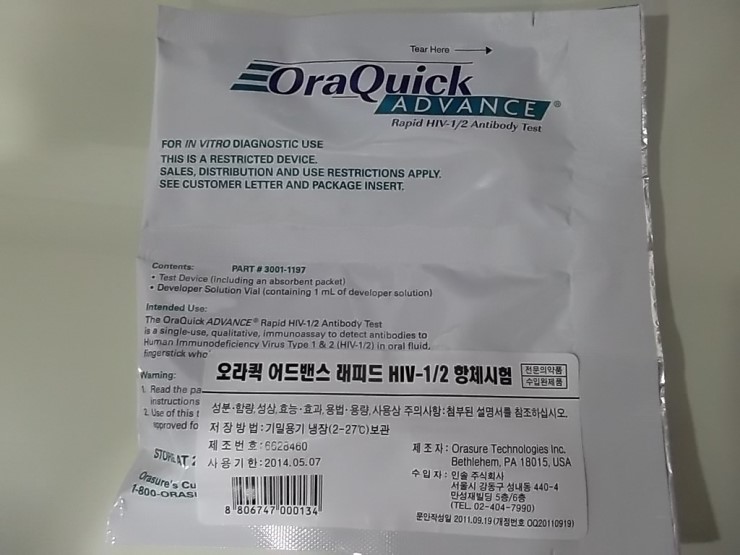 Tear Here
OraQuick
ADVANCE®
Rapid HIV-1/2 Antibody Test
FOR IN VITRO DIAGNOSTIC USE
THIS IS A RESTRICTED DEVICE.
SALES, DISTRIBUTION AND USE RESTRICTIONS APPLY.
SEE CUSTOMER LETTER AND PACKAGE INSERT.
Contents: PART # 3001-1197
• Test Device (including an absorbent packet)
• Developer Solution Vial (containing 1 mL of developer solution)
Intended Use:
The OraQuick ADVANCE® Rapid HIV-1/2 Antibody Test
is a single-use, qualitative, immunoassay to detect antibodies to
Human Immunodeficiency Virus Type 1 & 2 (HIV-1/2) in oral fluid,
fingerstick who
Warning:
1. Read the pa
instructions
2. Use of this t
approved fo
STORE AT 2
Orasure's Cu
1-800-ORAS
오라퀵 어드밴스 래피드 HIV-1/2 항체시험
전문의약품
수입완제품
성분·함량, 성상, 효능·효과, 용법·용량, 사용상 주의사항:첨부된 설명서를 참조하십시오.
저 장 방 법:기밀용기 냉장(2-27℃)보관
제 조 번 호:6628460
사 용 기 한:2014.05.07
제 조 자: Orasure Technologies Inc.
Bethlehem, PA 18015, USA
수 입 자: 인솔 주식회사
서울시 강동구 성내동 440-4
만성재빌딩 5층/6층
(TEL. 02-404-7990)
8 806747 000134
문안작성일 2011.09.19 (개정번호 OQ20110919)